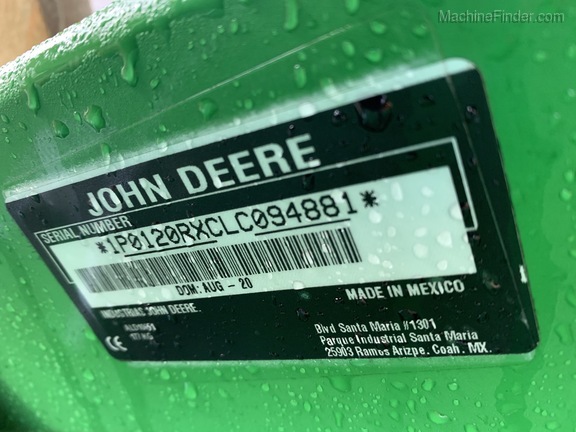 MachineFinder.com
JOHN DEERE
SERIAL NUMBER
*1P0120RXCLC094881*
DOM: AUG - 20
MADE IN MEXICO
INDUSTRIAS JOHN DEERE.
Blvd Santa Maria #1301
Parque Industrial Santa Maria
25903 Ramos Arizpe. Coah. MX.
CE